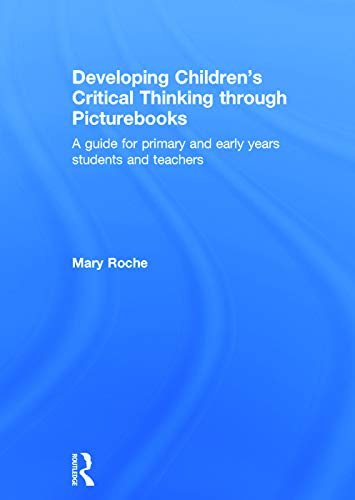 Developing Children's
Critical Thinking through
Picturebooks
A guide for primary and early years
students and teachers
Mary Roche
ROUTLEDGE